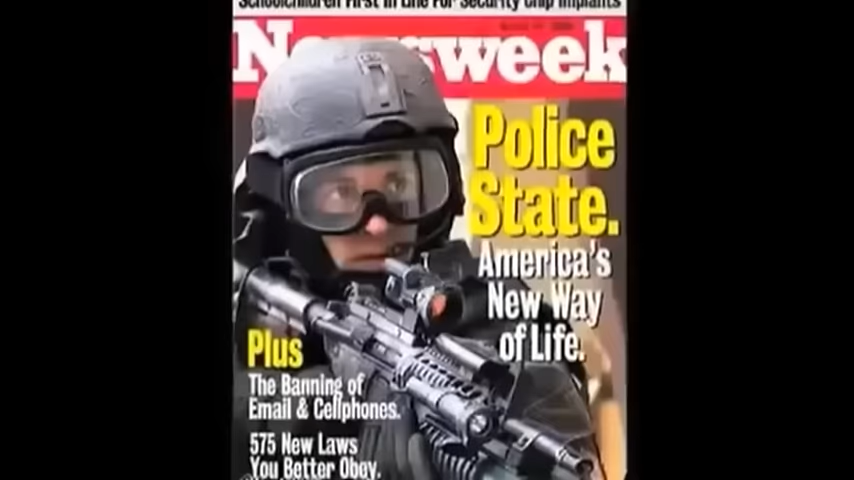 Schoolchildren First In Line For Security Chip Implants
Newsweek
Police
State.
America's
New Way
of Life.
Plus
The Banning of
Email & Cellphones.
575 New Laws
You Better Obey.